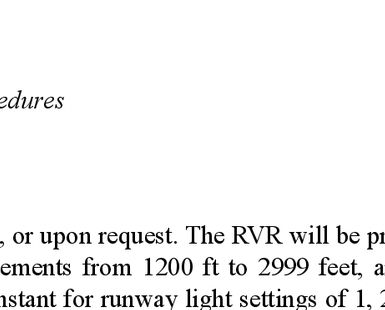 edures
, or upon request. The RVR will be pr
ements from 1200 ft to 2999 feet, a
nstant for runway light settings of 1, 2